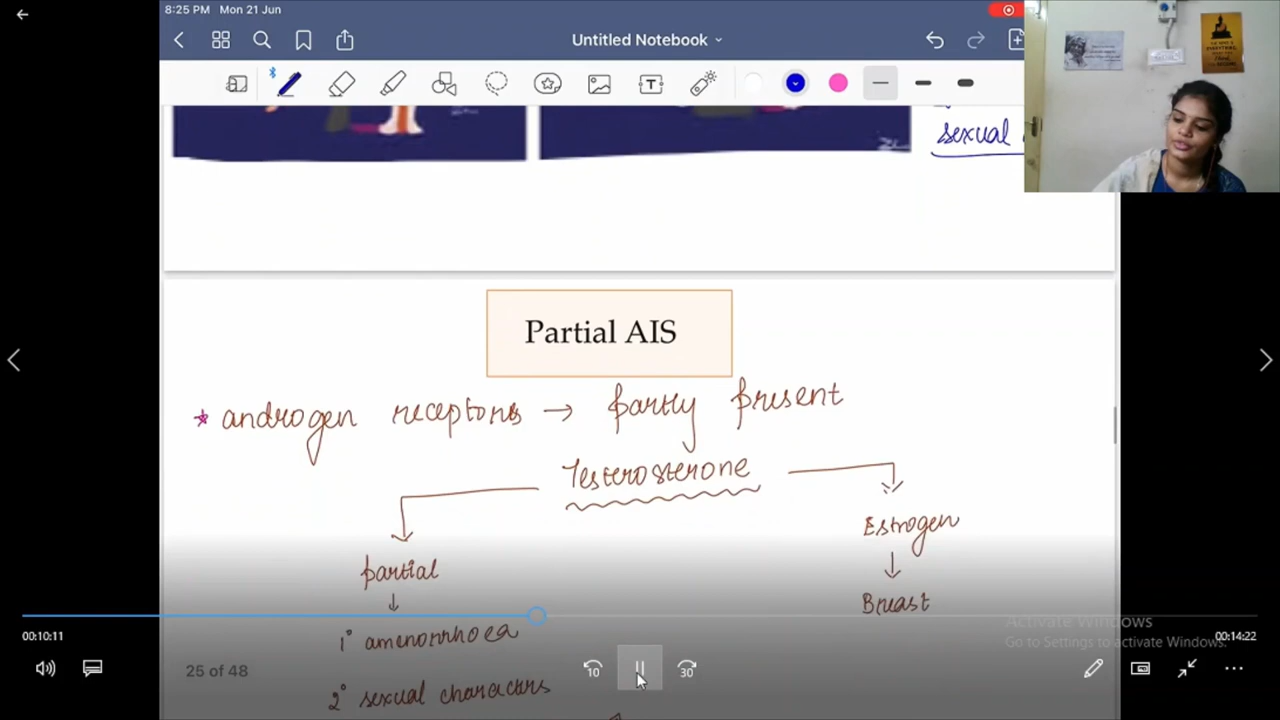 8:25 PM Mon 21 Jun
Untitled Notebook
sexual
Partial AIS
* androgen receptors → partly present
Testerosterone
Estrogen
partial
Breast
1° amenorrhoea
2° sexual characters
Activate Windows
Go to Settings to activate Windows.
00:10:11
00:14:22
25 of 48
10
30